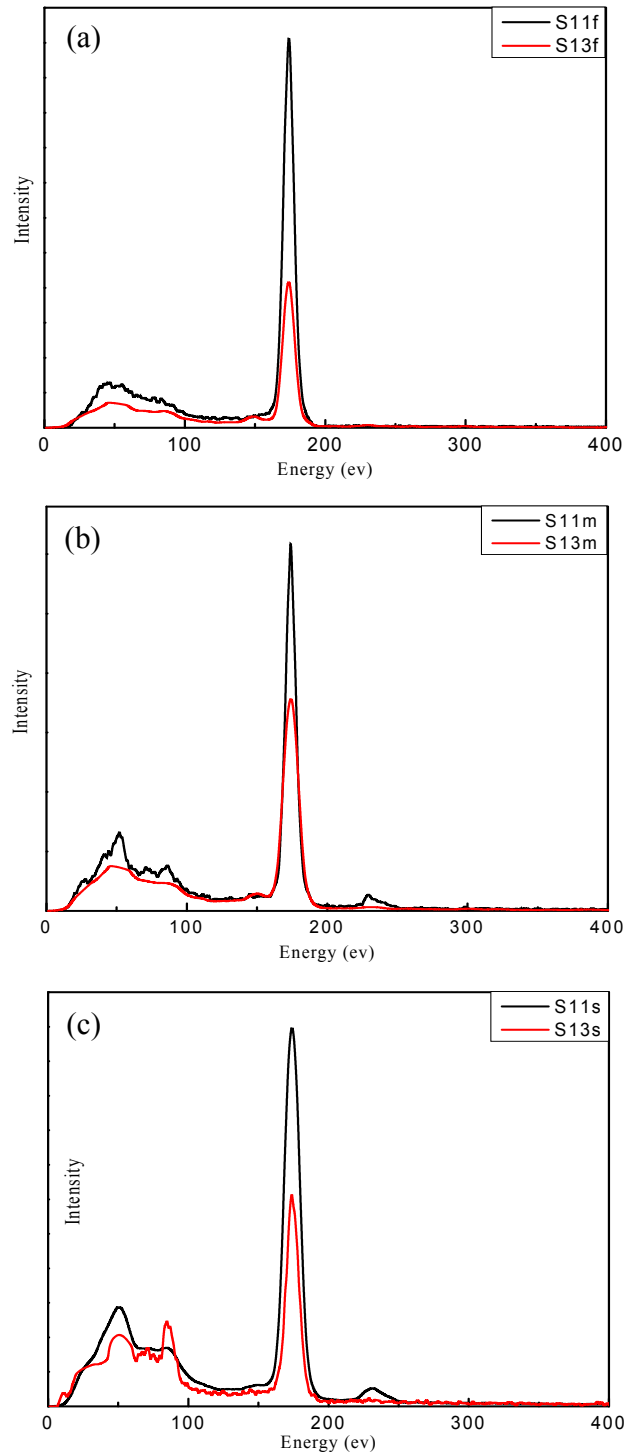 (a)
S11f
S13f
Intensity
0
100
200
300
400
Energy (ev)
(b)
S11m
S13m
Intensity
0
100
200
300
400
Energy (ev)
(c)
S11s
S13s
Intensity
0
100
200
300
400
Energy (ev)